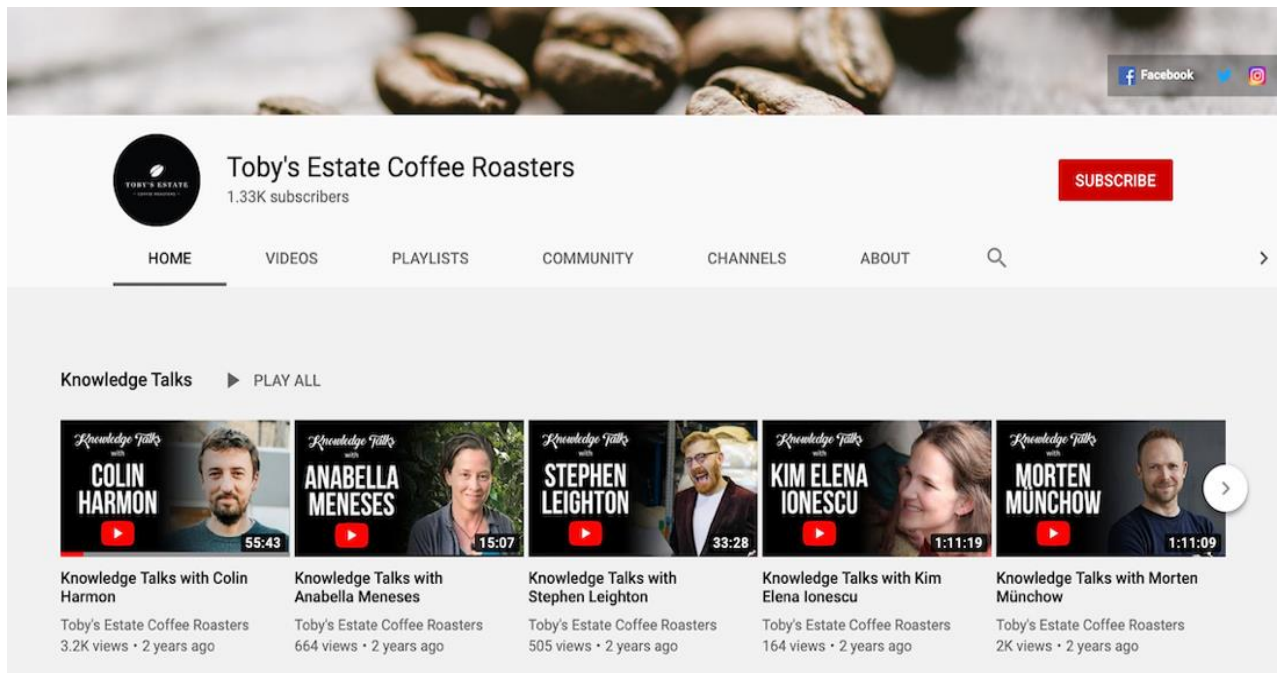 Facebook
TOBY'S ESTATE
COFFEE ROASTERS
Toby's Estate Coffee Roasters
1.33K subscribers
SUBSCRIBE
HOME VIDEOS PLAYLISTS COMMUNITY CHANNELS ABOUT
Knowledge Talks PLAY ALL
Knowledge Talks
with
COLIN
HARMON
55:43
Knowledge Talks
with
ANABELLA
MENESES
15:07
Knowledge Talks
with
STEPHEN
LEIGHTON
33:28
Knowledge Talks
with
KIM ELENA
IONESCU
1:11:19
Knowledge Talks
with
MORTEN
MÜNCHOW
1:11:09
Knowledge Talks with Colin
Harmon
Toby's Estate Coffee Roasters
3.2K views • 2 years ago
Knowledge Talks with
Anabella Meneses
Toby's Estate Coffee Roasters
664 views • 2 years ago
Knowledge Talks with
Stephen Leighton
Toby's Estate Coffee Roasters
505 views • 2 years ago
Knowledge Talks with Kim
Elena Ionescu
Toby's Estate Coffee Roasters
164 views • 2 years ago
Knowledge Talks with Morten
Münchow
Toby's Estate Coffee Roasters
2K views • 2 years ago